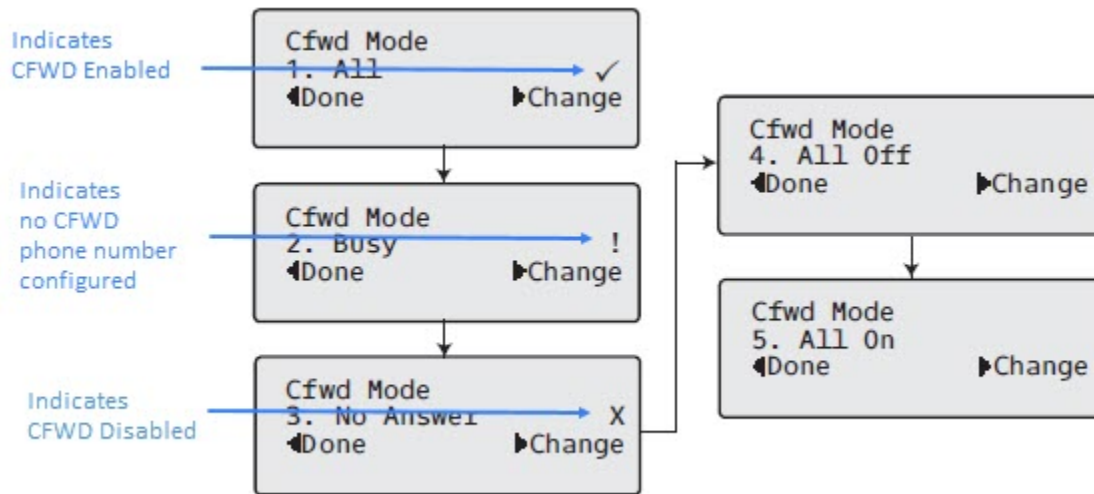 Indicates
CFWD Enabled
Cfwd Mode
1. All ✓
◀Done ▶Change
Indicates
no CFWD
phone number
configured
Cfwd Mode
2. Busy !
◀Done ▶Change
Indicates
CFWD Disabled
Cfwd Mode
3. No Answer X
◀Done ▶Change
Cfwd Mode
4. All Off
◀Done ▶Change
Cfwd Mode
5. All On
◀Done ▶Change